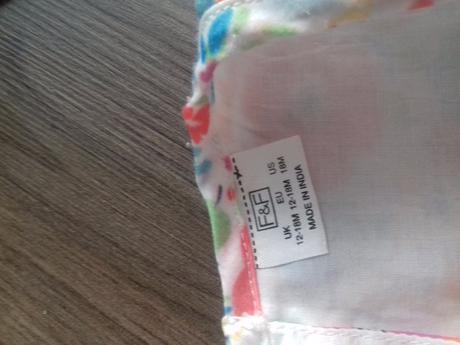 F&F
UK EU US
12-18M 12-18M 18M
MADE IN INDIA